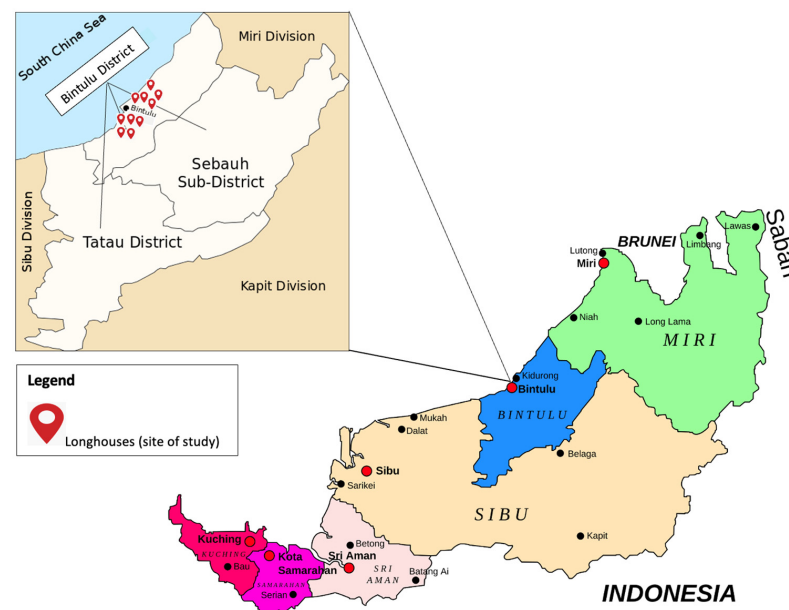 South China Sea
Miri Division
Bintulu District
Bintulu
Sebauh
Sub-District
Sibu Division
Tatau District
Kapit Division
Legend
Longhouses (site of study)
Lawas
Sabah
BRUNEI
Limbang
Lutong
Miri
Niah
Long Lama
MIRI
Kidurong
Bintulu
BINTULU
Mukah
Dalat
Belaga
Sibu
Sarikei
SIBU
Kapit
Kuching
KUCHING
Bau
Kota
Samarahan
SAMARAHAN
Serian
Betong
Sri Aman
SRI
AMAN
Batang Ai
INDONESIA